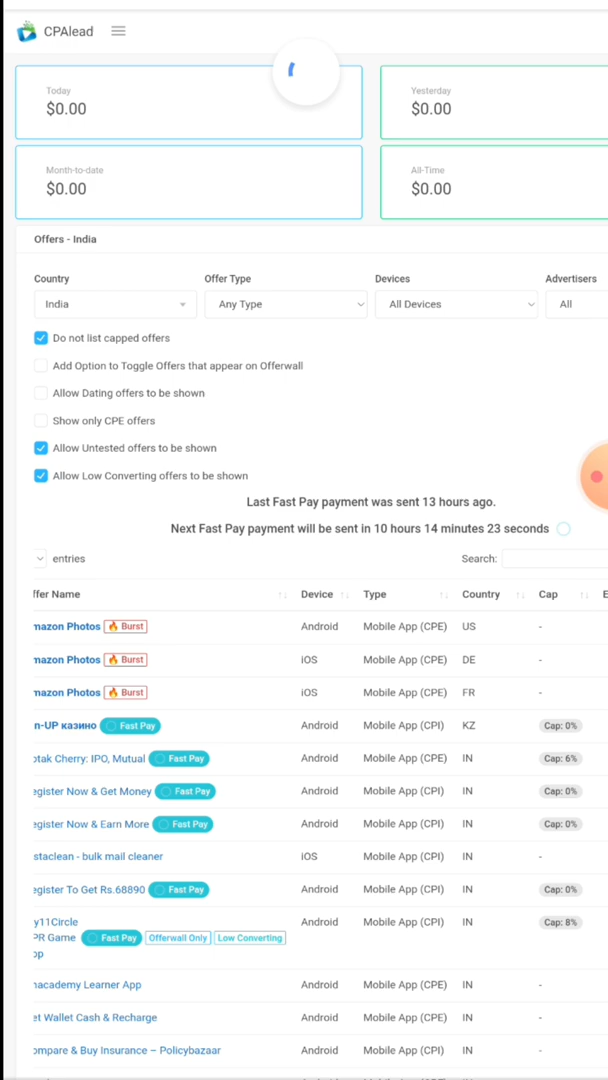 CPAlead
Today
$0.00
Yesterday
$0.00
Month-to-date
$0.00
All-Time
$0.00
Offers - India
Country
Offer Type
Devices
Advertisers
India
Any Type
All Devices
All
Do not list capped offers
Add Option to Toggle Offers that appear on Offerwall
Allow Dating offers to be shown
Show only CPE offers
Allow Untested offers to be shown
Allow Low Converting offers to be shown
Last Fast Pay payment was sent 13 hours ago.
Next Fast Pay payment will be sent in 10 hours 14 minutes 23 seconds
entries Search:
ffer Name Device Type Country Cap E
mazon Photos Burst Android Mobile App (CPE) US -
mazon Photos Burst iOS Mobile App (CPE) DE -
mazon Photos Burst iOS Mobile App (CPE) FR -
n-UP казино Fast Pay Android Mobile App (CPI) KZ Cap: 0%
otak Cherry: IPO, Mutual Fast Pay Android Mobile App (CPI) IN Cap: 6%
egister Now & Get Money Fast Pay Android Mobile App (CPI) IN Cap: 0%
egister Now & Earn More Fast Pay Android Mobile App (CPI) IN Cap: 0%
staclean - bulk mail cleaner iOS Mobile App (CPI) IN -
egister To Get Rs.68890 Fast Pay Android Mobile App (CPI) IN Cap: 0%
y11Circle Android Mobile App (CPI) IN Cap: 8%
PR Game Fast Pay Offerwall Only Low Converting
pp
nacademy Learner App Android Mobile App (CPE) IN -
et Wallet Cash & Recharge Android Mobile App (CPE) IN -
ompare & Buy Insurance – Policybazaar Android Mobile App (CPI) IN -